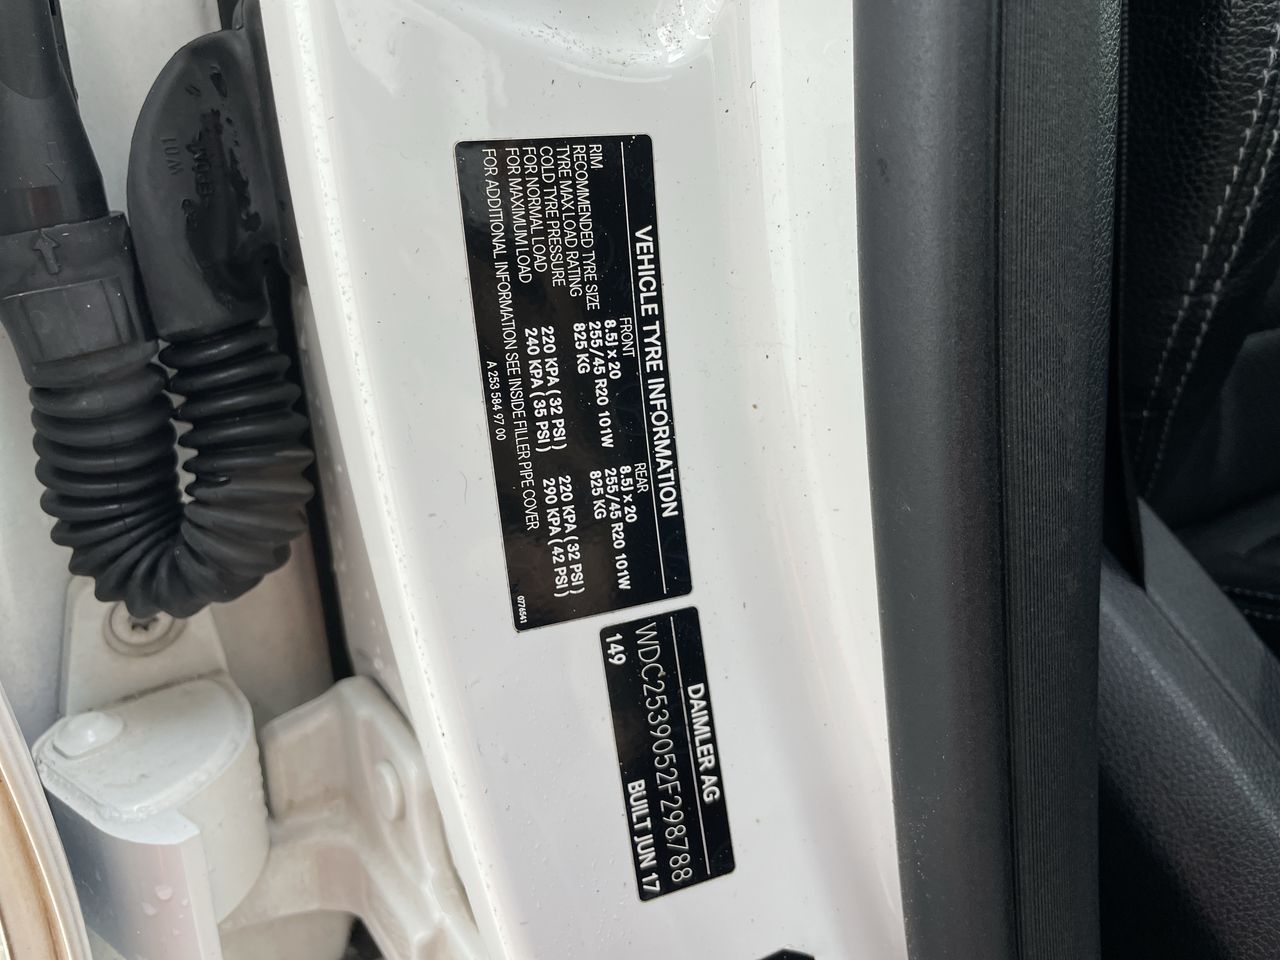 VEHICLE TYRE INFORMATION
FRONT REAR
RIM 8.5J x 20 8.5J x 20
RECOMMENDED TYRE SIZE 255/45 R20 101W 255/45 R20 101W
TYRE MAX LOAD RATING 825 KG 825 KG
COLD TYRE PRESSURE
FOR NORMAL LOAD 220 KPA ( 32 PSI ) 220 KPA ( 32 PSI )
FOR MAXIMUM LOAD 240 KPA ( 35 PSI ) 290 KPA ( 42 PSI )
FOR ADDITIONAL INFORMATION SEE INSIDE FILLER PIPE COVER
A 253 584 97 00
0776541
DAIMLER AG
WDC2539052F298788
149 BUILT JUN 17